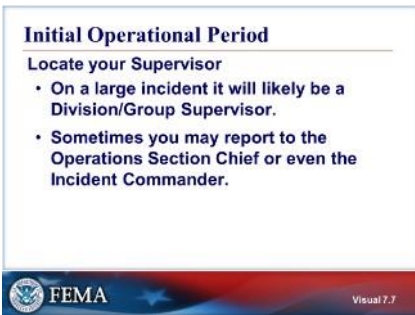 Initial Operational Period
Locate your Supervisor
• On a large incident it will likely be a
Division/Group Supervisor.
• Sometimes you may report to the
Operations Section Chief or even the
Incident Commander.
FEMA
Visual 7.7